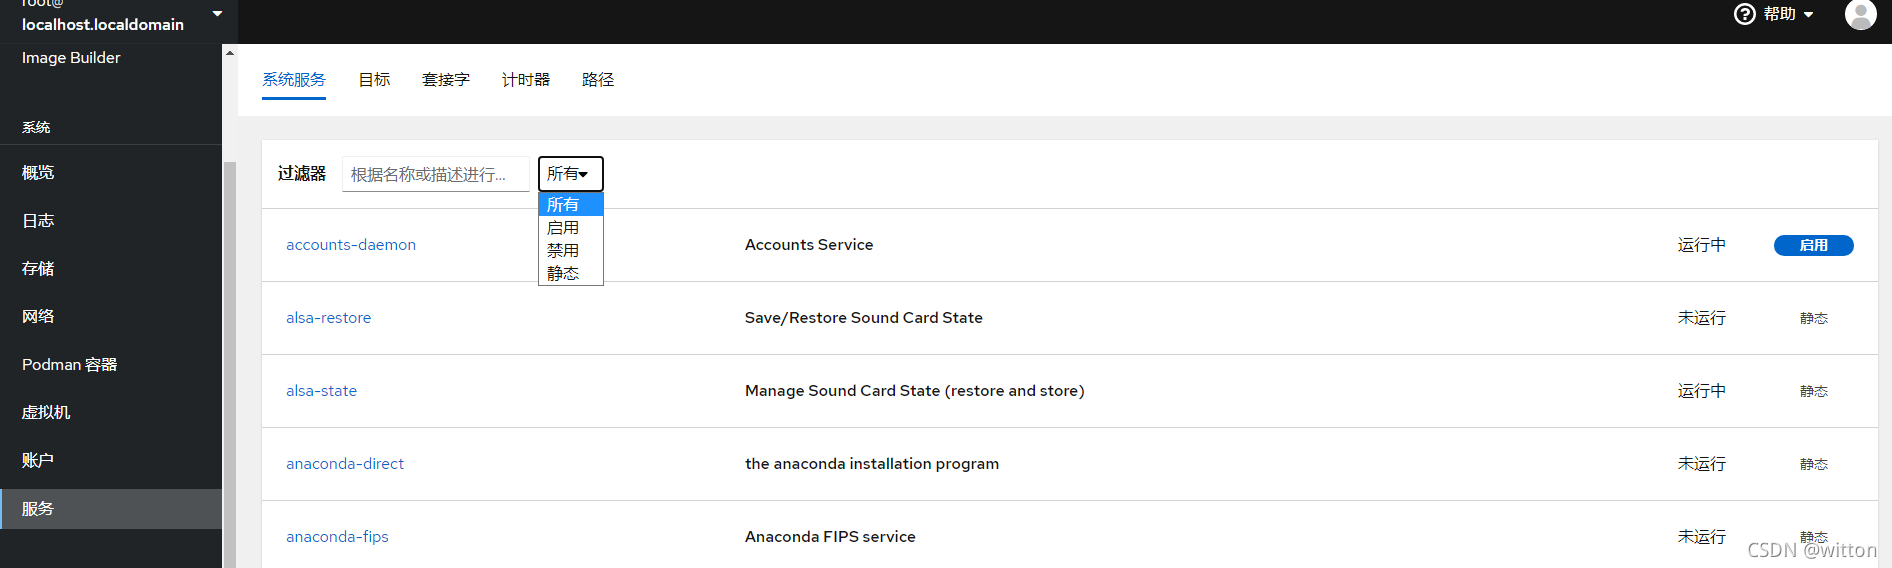 root@
localhost.localdomain
帮助
Image Builder
系统
概览
日志
存储
网络
Podman 容器
虚拟机
账户
服务
系统服务 目标 套接字 计时器 路径
过滤器 根据名称或描述进行... 所有
所有
启用
禁用
静态
accounts-daemon Accounts Service 运行中 启用
alsa-restore Save/Restore Sound Card State 未运行 静态
alsa-state Manage Sound Card State (restore and store) 运行中 静态
anaconda-direct the anaconda installation program 未运行 静态
anaconda-fips Anaconda FIPS service 未运行 静态
CSDN @witton